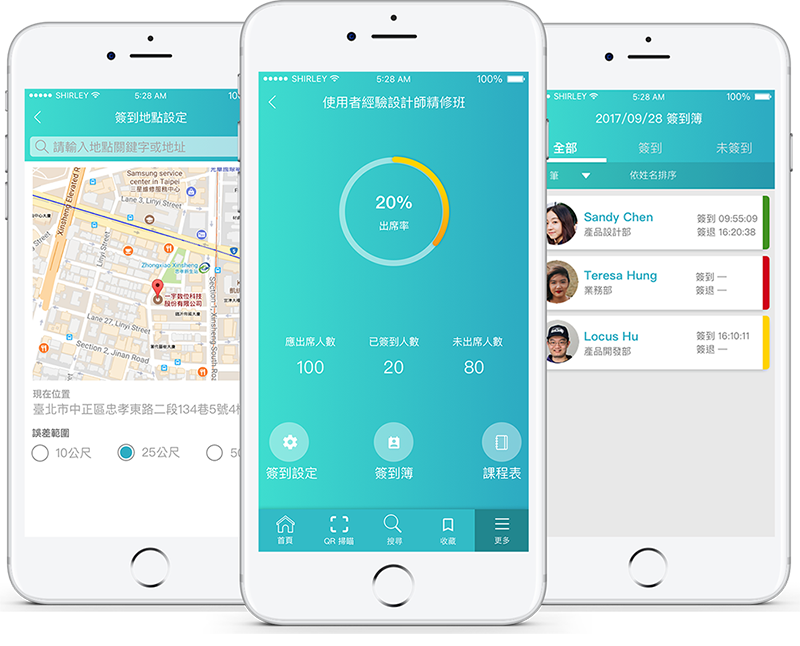 SHIRLEY
5:28 AM
簽到地點設定
請輸入地點關鍵字或地址
Samsung service
center in Taipei
三星維修服務中心
Lane 3, Linyi Street
Xinsheng Elevated R
Linyi Street
Zhongxiao Xinsheng
忠孝新生站
一宇數位科技
股份有限公司
Section 1, Xinsheng South Roa
Lane 27, Linyi Street
Section 2, Jinan Road
現在位置
臺北市中正區忠孝東路二段134巷5號4
誤差範圍
10公尺
25公尺
SHIRLEY
5:28 AM
100%
使用者經驗設計師精修班
20%
出席率
應出席人數
已簽到人數
未出席人數
100
20
80
簽到設定
簽到簿
課程表
首頁
QR 掃瞄
搜尋
收藏
更多
SHIRLEY
5:28 AM
100%
2017/09/28 簽到簿
全部
簽到
未簽到
筆
依姓名排序
Sandy Chen
產品設計部
簽到 09:55:09
簽退 16:20:38
Teresa Hung
業務部
簽到 —
簽退 —
Locus Hu
產品開發部
簽到 16:10:11
簽退 —